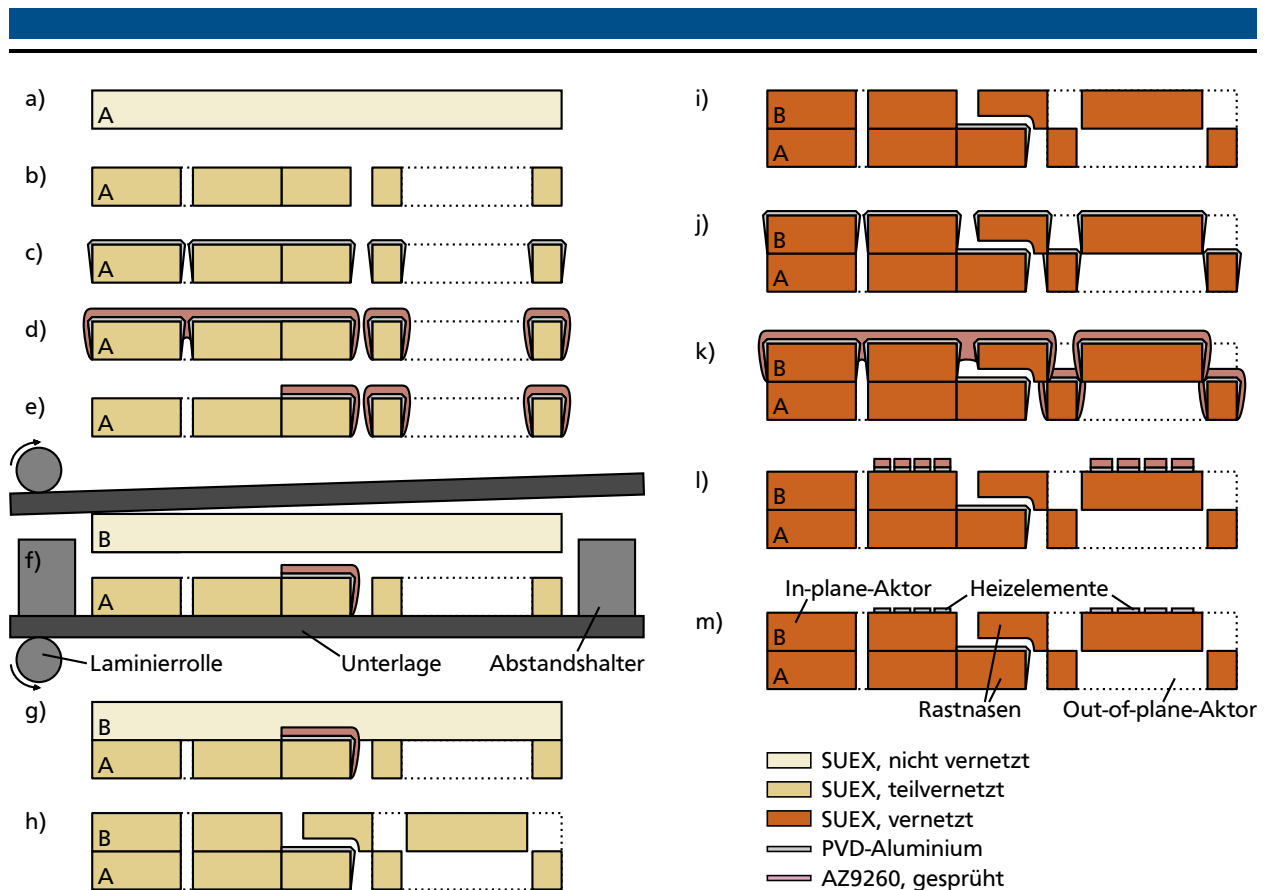 a)
A
b)
A
c)
A
d)
A
e)
A
f)
B
A
Laminierrolle Unterlage Abstandshalter
g)
B
A
h)
B
A
i)
B
A
j)
B
A
k)
B
A
l)
B
A
In-plane-Aktor Heizelemente
m)
B
A
Rastnasen Out-of-plane-Aktor
SUEX, nicht vernetzt
SUEX, teilvernetzt
SUEX, vernetzt
PVD-Aluminium
AZ9260, gesprüht